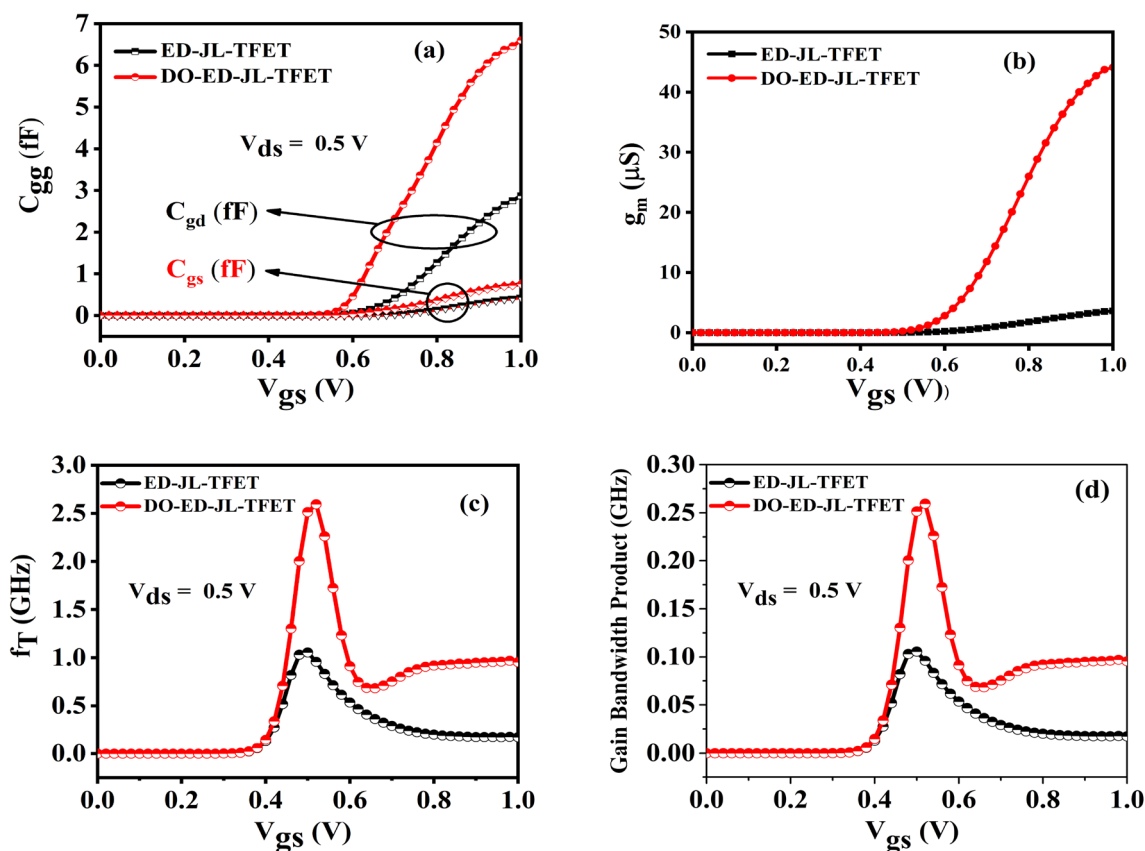 ED-JL-TFET
DO-ED-JL-TFET
(a)
Vds = 0.5 V
Cgd (fF)
Cgs (fF)
Cgg (fF)
7
6
5
4
3
2
1
0
0.0 0.2 0.4 0.6 0.8 1.0
Vgs (V)
ED-JL-TFET
DO-ED-JL-TFET
(b)
gm (μS)
50
40
30
20
10
0
0.0 0.2 0.4 0.6 0.8 1.0
Vgs (V))
ED-JL-TFET
DO-ED-JL-TFET
(c)
Vds = 0.5 V
fT (GHz)
3.0
2.5
2.0
1.5
1.0
0.5
0.0
0.0 0.2 0.4 0.6 0.8 1.0
Vgs (V)
ED-JL-TFET
DO-ED-JL-TFET
(d)
Vds = 0.5 V
Gain Bandwidth Product (GHz)
0.30
0.25
0.20
0.15
0.10
0.05
0.00
0.0 0.2 0.4 0.6 0.8 1.0
Vgs (V)